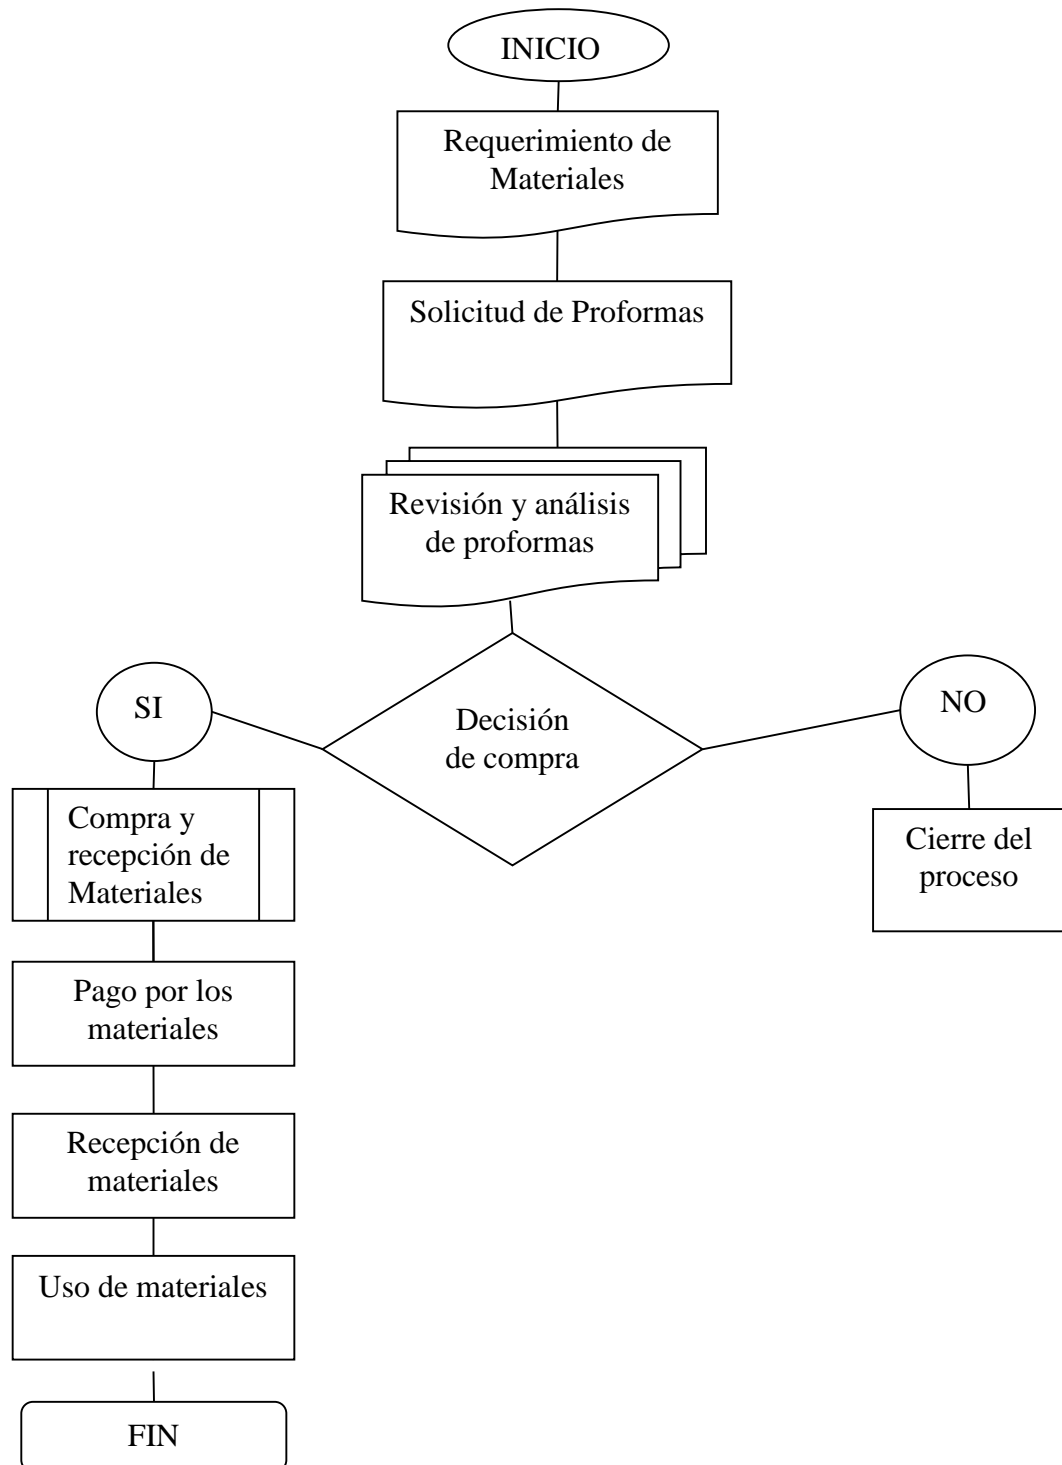 INICIO
Requerimiento de
Materiales
Solicitud de Proformas
Revisión y análisis
de proformas
Decisión
de compra
SI
NO
Compra y
recepción de
Materiales
Cierre del
proceso
Pago por los
materiales
Recepción de
materiales
Uso de materiales
FIN